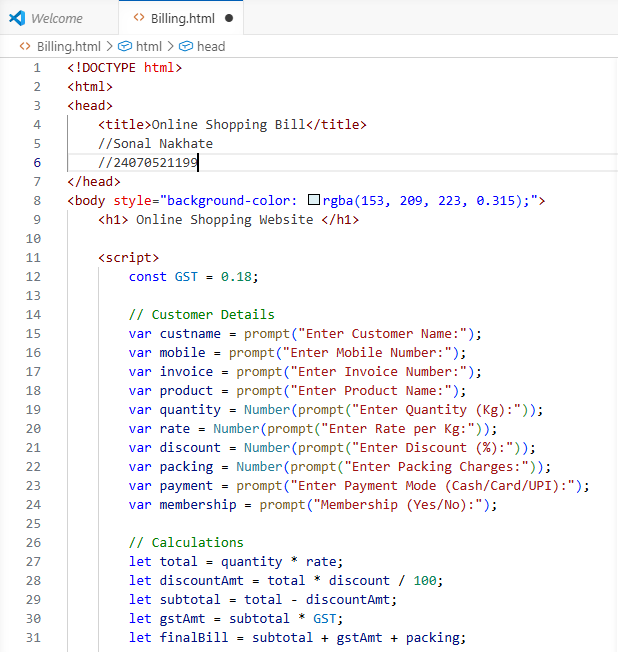 Welcome
<> Billing.html ●
<> Billing.html > html > head
1 <!DOCTYPE html>
2 <html>
3 <head>
4 <title>Online Shopping Bill</title>
5 //Sonal Nakhate
6 //24070521199
7 </head>
8 <body style="background-color: rgba(153, 209, 223, 0.315);">
9 <h1> Online Shopping Website </h1>
10
11 <script>
12 const GST = 0.18;
13
14 // Customer Details
15 var custname = prompt("Enter Customer Name:");
16 var mobile = prompt("Enter Mobile Number:");
17 var invoice = prompt("Enter Invoice Number:");
18 var product = prompt("Enter Product Name:");
19 var quantity = Number(prompt("Enter Quantity (Kg):"));
20 var rate = Number(prompt("Enter Rate per Kg:"));
21 var discount = Number(prompt("Enter Discount (%):"));
22 var packing = Number(prompt("Enter Packing Charges:"));
23 var payment = prompt("Enter Payment Mode (Cash/Card/UPI):");
24 var membership = prompt("Membership (Yes/No):");
25
26 // Calculations
27 let total = quantity * rate;
28 let discountAmt = total * discount / 100;
29 let subtotal = total - discountAmt;
30 let gstAmt = subtotal * GST;
31 let finalBill = subtotal + gstAmt + packing;